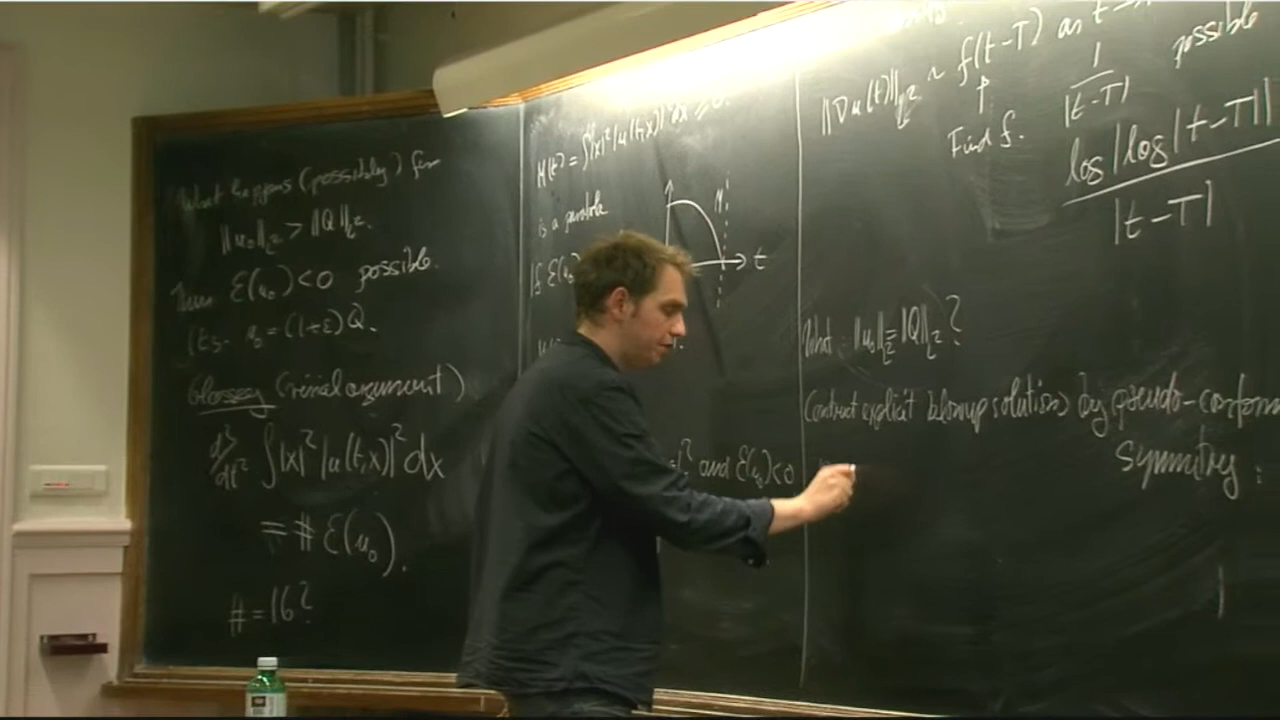 What happens (possibly) for
‖u₀‖_{L²} > ‖Q‖_{L²}.
Then ℰ(u₀) < 0 possible.
u₀ = (1+ε)Q.
Glassey (virial argument)
d²/dt² ∫|x|²|u(t,x)|² dx
= # ℰ(u₀).
# = 16?
M(t) = ∫|x|²|u(t,x)|² dx ≥ 0.
is a parabola
t
If ℰ(u₀)
and ℰ(u₀) < 0
‖∇u(t)‖_{L²} ~ f(t-T) as t →
Find f.
1/|t-T|
possible
log|log|t-T||
|t-T|
What : ‖u₀‖_{L²} = ‖Q‖_{L²} ?
Construct explicit blowup solutions by pseudo-conform
symmetry :